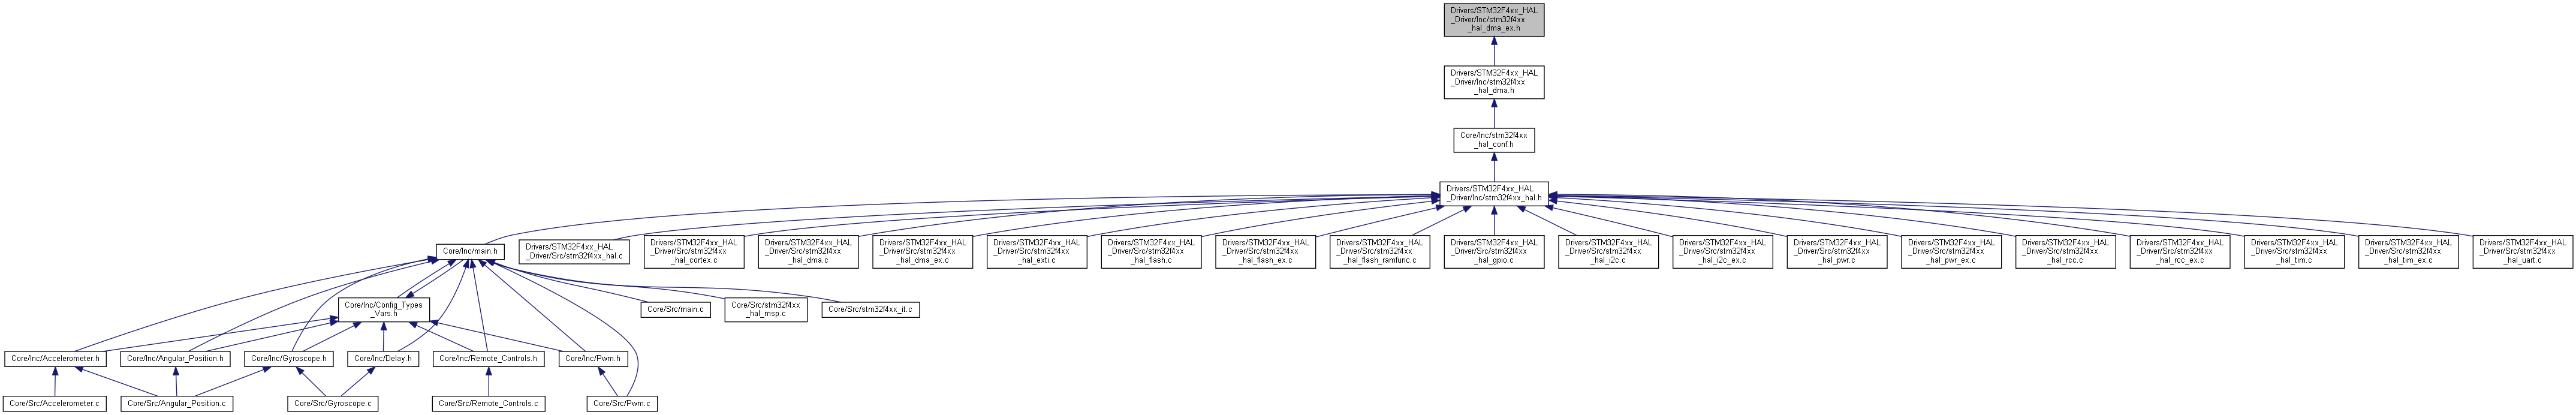 Drivers/STM32F4xx_HAL
_Driver/Inc/stm32f4xx
_hal_dma_ex.h
Drivers/STM32F4xx_HAL
_Driver/Inc/stm32f4xx
_hal_dma.h
Core/Inc/stm32f4xx
_hal_conf.h
Drivers/STM32F4xx_HAL
_Driver/Inc/stm32f4xx_hal.h
Core/Inc/main.h
Drivers/STM32F4xx_HAL
_Driver/Src/stm32f4xx_hal.c
Drivers/STM32F4xx_HAL
_Driver/Src/stm32f4xx
_hal_cortex.c
Drivers/STM32F4xx_HAL
_Driver/Src/stm32f4xx
_hal_dma.c
Drivers/STM32F4xx_HAL
_Driver/Src/stm32f4xx
_hal_dma_ex.c
Drivers/STM32F4xx_HAL
_Driver/Src/stm32f4xx
_hal_exti.c
Drivers/STM32F4xx_HAL
_Driver/Src/stm32f4xx
_hal_flash.c
Drivers/STM32F4xx_HAL
_Driver/Src/stm32f4xx
_hal_flash_ex.c
Drivers/STM32F4xx_HAL
_Driver/Src/stm32f4xx
_hal_flash_ramfunc.c
Drivers/STM32F4xx_HAL
_Driver/Src/stm32f4xx
_hal_gpio.c
Drivers/STM32F4xx_HAL
_Driver/Src/stm32f4xx
_hal_i2c.c
Drivers/STM32F4xx_HAL
_Driver/Src/stm32f4xx
_hal_i2c_ex.c
Drivers/STM32F4xx_HAL
_Driver/Src/stm32f4xx
_hal_pwr.c
Drivers/STM32F4xx_HAL
_Driver/Src/stm32f4xx
_hal_pwr_ex.c
Drivers/STM32F4xx_HAL
_Driver/Src/stm32f4xx
_hal_rcc.c
Drivers/STM32F4xx_HAL
_Driver/Src/stm32f4xx
_hal_rcc_ex.c
Drivers/STM32F4xx_HAL
_Driver/Src/stm32f4xx
_hal_tim.c
Drivers/STM32F4xx_HAL
_Driver/Src/stm32f4xx
_hal_tim_ex.c
Drivers/STM32F4xx_HAL
_Driver/Src/stm32f4xx
_hal_uart.c
Core/Inc/Config_Types
_Vars.h
Core/Src/main.c
Core/Src/stm32f4xx
_hal_msp.c
Core/Src/stm32f4xx_it.c
Core/Inc/Accelerometer.h
Core/Inc/Angular_Position.h
Core/Inc/Gyroscope.h
Core/Inc/Delay.h
Core/Inc/Remote_Controls.h
Core/Inc/Pwm.h
Core/Src/Accelerometer.c
Core/Src/Angular_Position.c
Core/Src/Gyroscope.c
Core/Src/Remote_Controls.c
Core/Src/Pwm.c